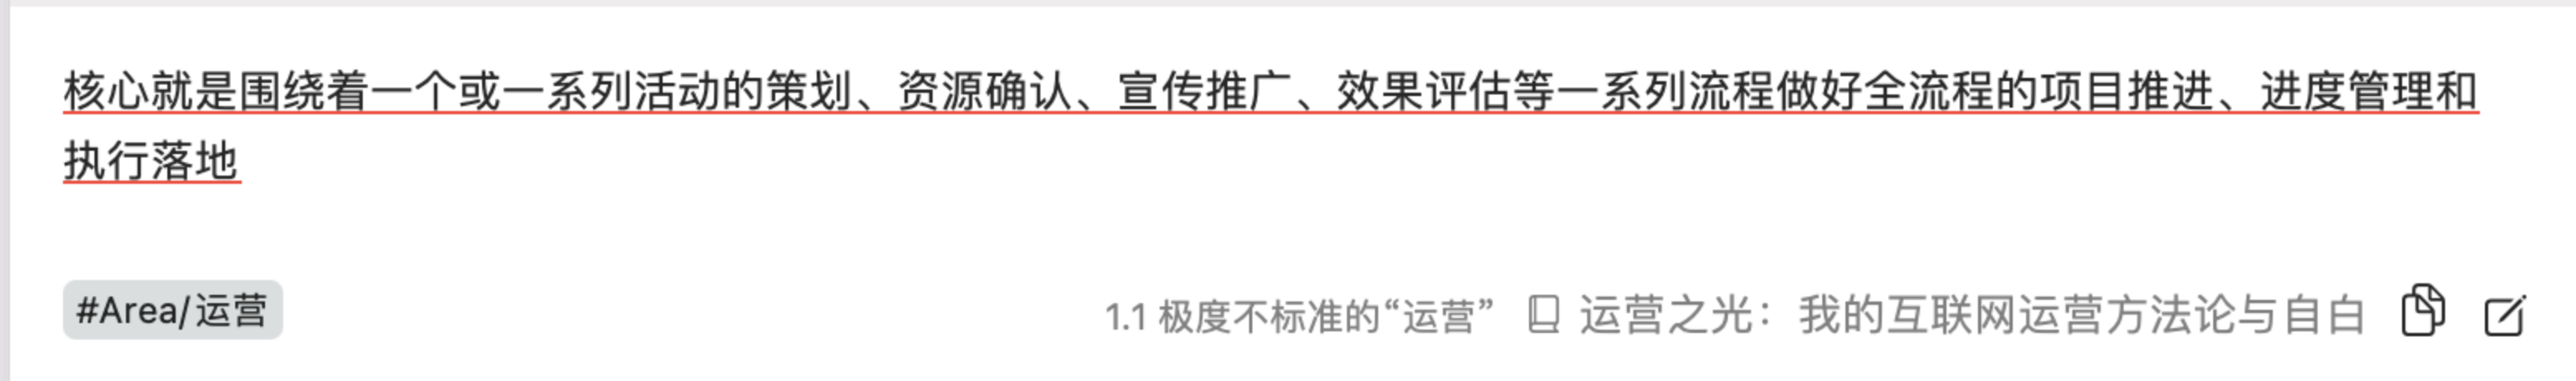 核心就是围绕着一个或一系列活动的策划、资源确认、宣传推广、效果评估等一系列流程做好全流程的项目推进、进度管理和
执行落地
#Area/运营
1.1 极度不标准的“运营” 运营之光：我的互联网运营方法论与自白